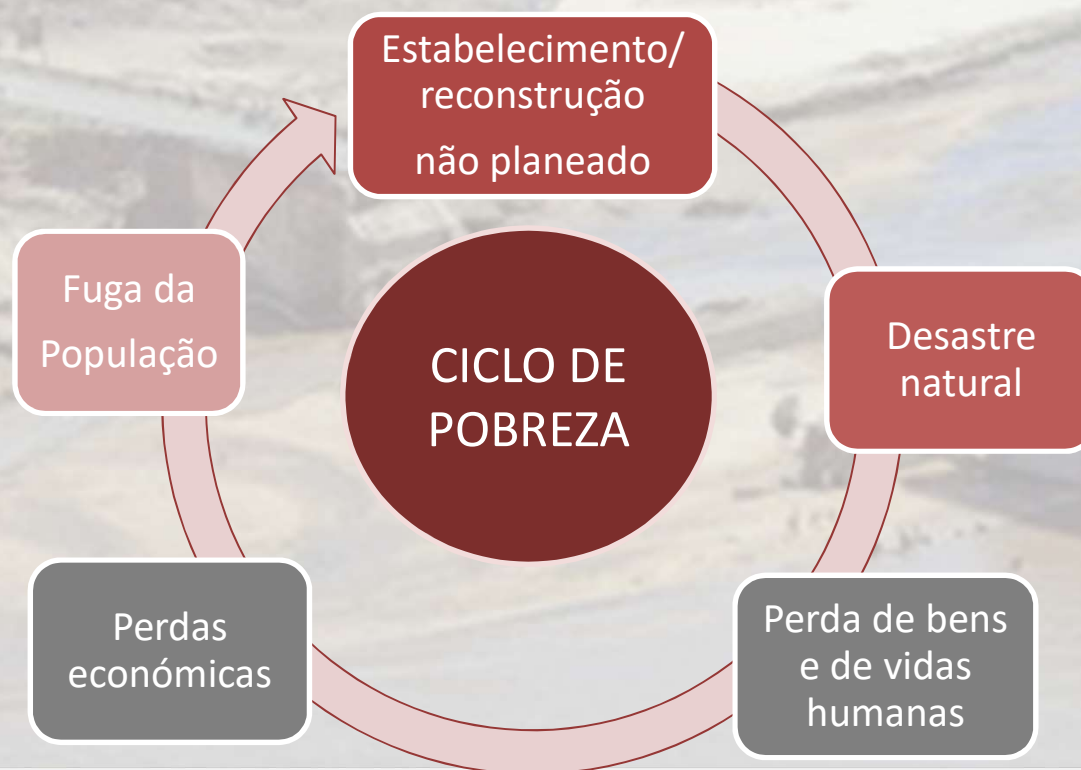 Estabelecimento/
reconstrução
não planeado
Desastre
natural
Perda de bens
e de vidas
humanas
Perdas
económicas
Fuga da
População
CICLO DE
POBREZA